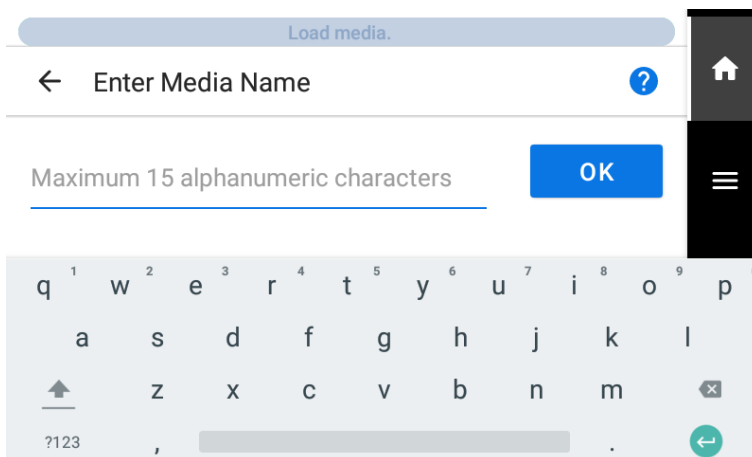 Load media.
Enter Media Name
?
Maximum 15 alphanumeric characters
OK
q 1 w 2 e 3 r 4 t 5 y 6 u 7 i 8 o 9 p
a s d f g h j k l
z x c v b n m
?123 , .